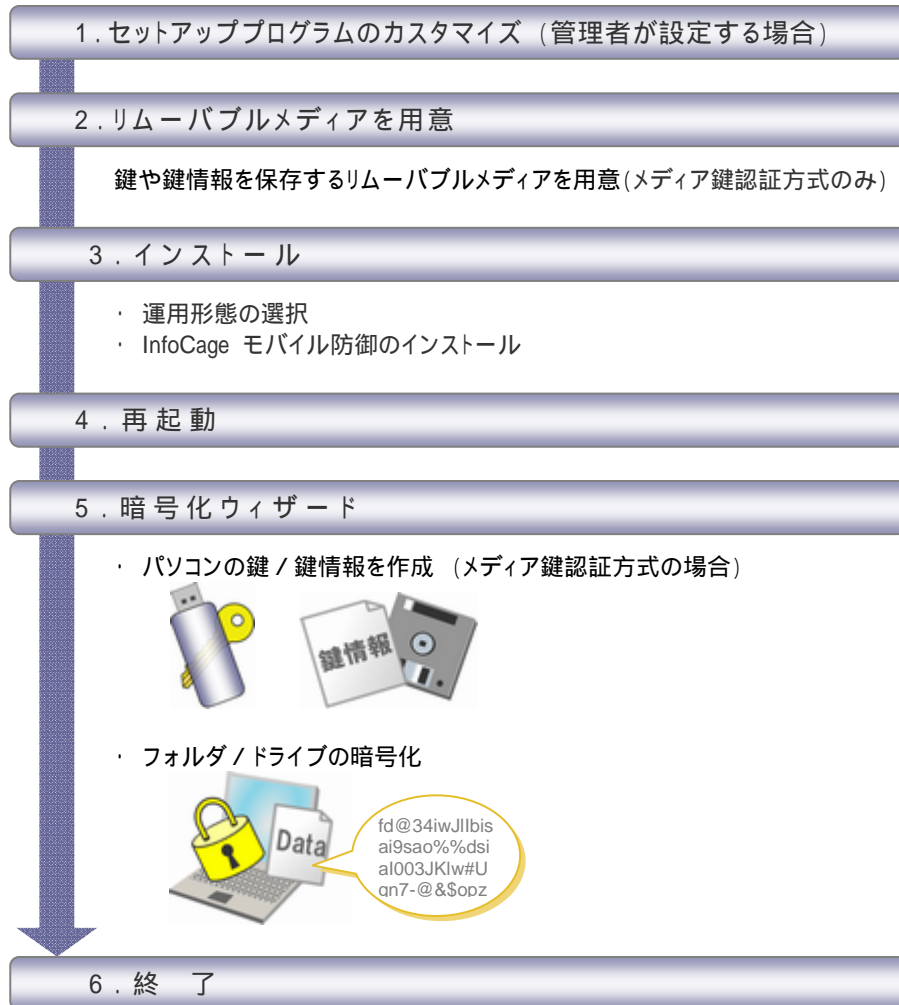 1．セットアッププログラムのカスタマイズ（管理者が設定する場合）
2．リムーバブルメディアを用意
鍵や鍵情報を保存するリムーバブルメディアを用意(メディア鍵認証方式のみ)
3．インストール
・ 運用形態の選択
・ InfoCage モバイル防御のインストール
4．再起動
5．暗号化ウィザード
・ パソコンの鍵／鍵情報を作成 （メディア鍵認証方式の場合）
鍵情報
・ フォルダ／ドライブの暗号化
Data
fd@34iwJIIbis
ai9sao%%dsi
aI003JKlw#U
qn7-@&$opz
6．終　了